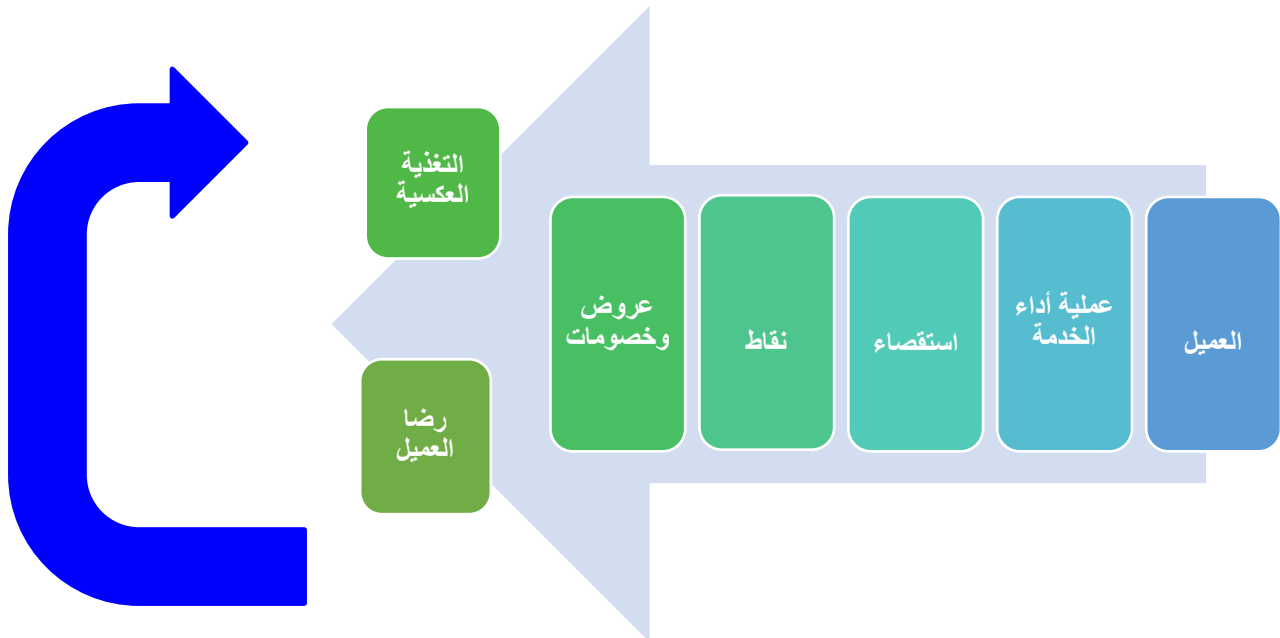 العميل
عملية أداء
الخدمة
استقصاء
نقاط
عروض
وخصومات
التغذية
العكسية
رضا
العميل